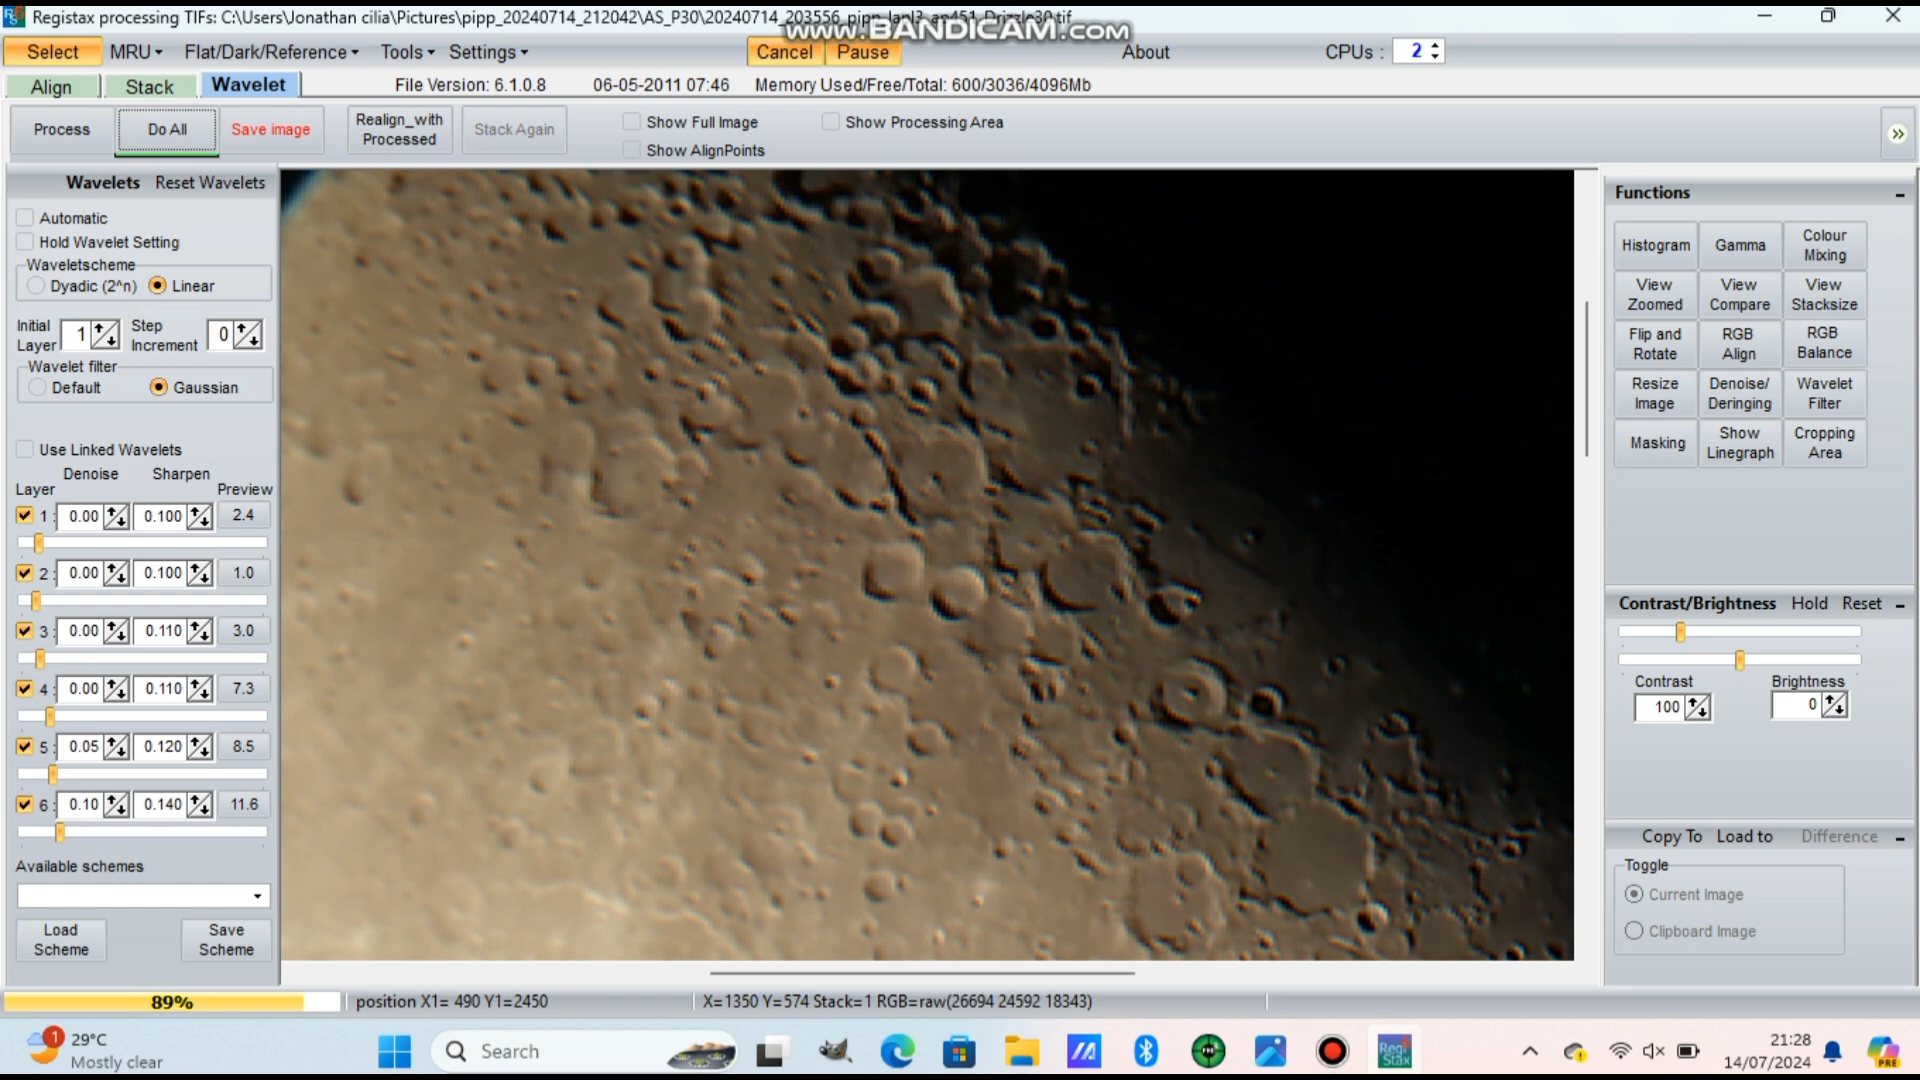 Registax processing TIFs: C:\Users\Jonathan cilia\Pictures\pipp_20240714_212042\AS_P30\20240714_203556_pipp_lapl3_ap451_Drizzle30.tif
www.BANDICAM.com
Select MRU Flat/Dark/Reference Tools Settings Cancel Pause About CPUs : 2
Align Stack Wavelet File Version: 6.1.0.8 06-05-2011 07:46 Memory Used/Free/Total: 600/3036/4096Mb
Process Do All Save image Realign_with Processed Stack Again Show Full Image Show Processing Area
Show AlignPoints
Wavelets Reset Wavelets
Automatic
Hold Wavelet Setting
Waveletscheme
Dyadic (2^n) Linear
Initial Layer 1 Step Increment 0
Wavelet filter
Default Gaussian
Use Linked Wavelets
Denoise Sharpen
Layer Preview
1 : 0.00 0.100 2.4
2 : 0.00 0.100 1.0
3 : 0.00 0.110 3.0
4 : 0.00 0.110 7.3
5 : 0.05 0.120 8.5
6 : 0.10 0.140 11.6
Available schemes
Load Scheme Save Scheme
Functions
Histogram Gamma Colour Mixing
View Zoomed View Compare View Stacksize
Flip and Rotate RGB Align RGB Balance
Resize Image Denoise/ Deringing Wavelet Filter
Masking Show Linegraph Cropping Area
Contrast/Brightness Hold Reset
Contrast Brightness
100 0
Copy To Load to Difference
Toggle
Current Image
Clipboard Image
89% position X1= 490 Y1=2450 X=1350 Y=574 Stack=1 RGB=raw(26694 24592 18343)
1 29°C
Mostly clear
Search
RegiStax
21:28
14/07/2024
PRE